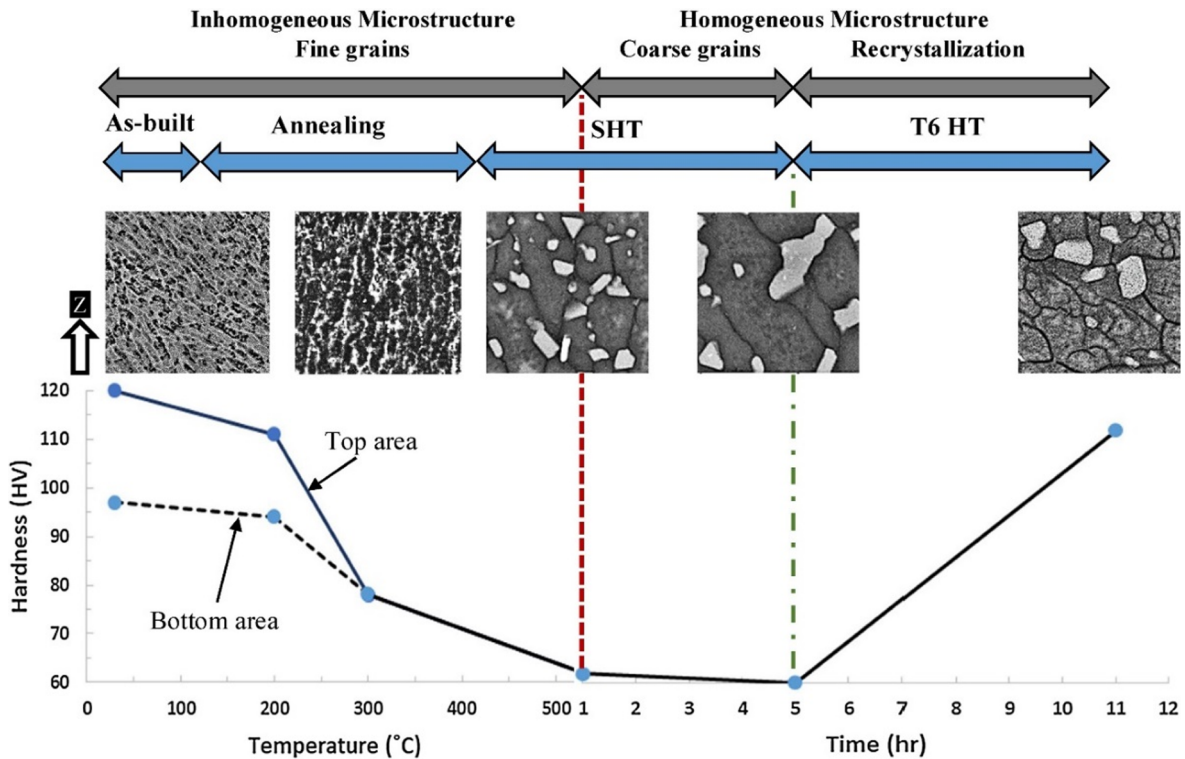 Inhomogeneous Microstructure
Homogeneous Microstructure
Fine grains
Coarse grains
Recrystallization
As-built
Annealing
SHT
T6 HT
Z
120
110
100
90
80
70
60
Hardness (HV)
Top area
Bottom area
0 100 200 300 400 500 1 2 3 4 5 6 7 8 9 10 11 12
Temperature (˚C)
Time (hr)